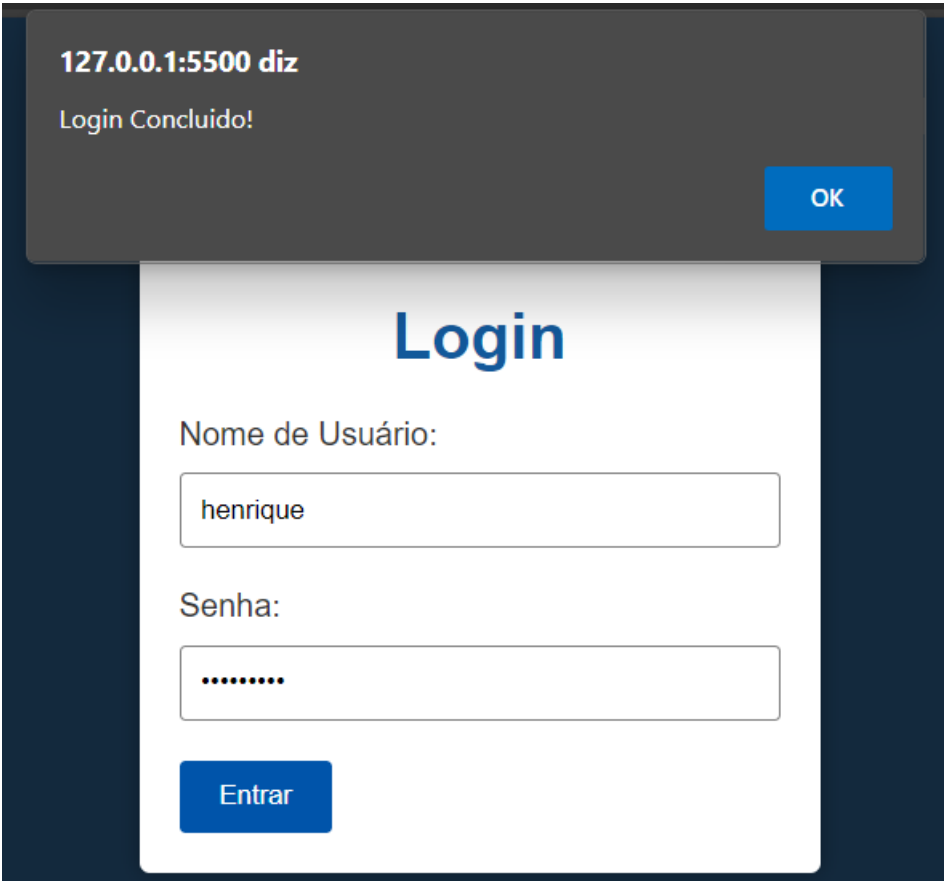 127.0.0.1:5500 diz
Login Concluido!
OK
Login
Nome de Usuário:
henrique
Senha:
•••••••••
Entrar